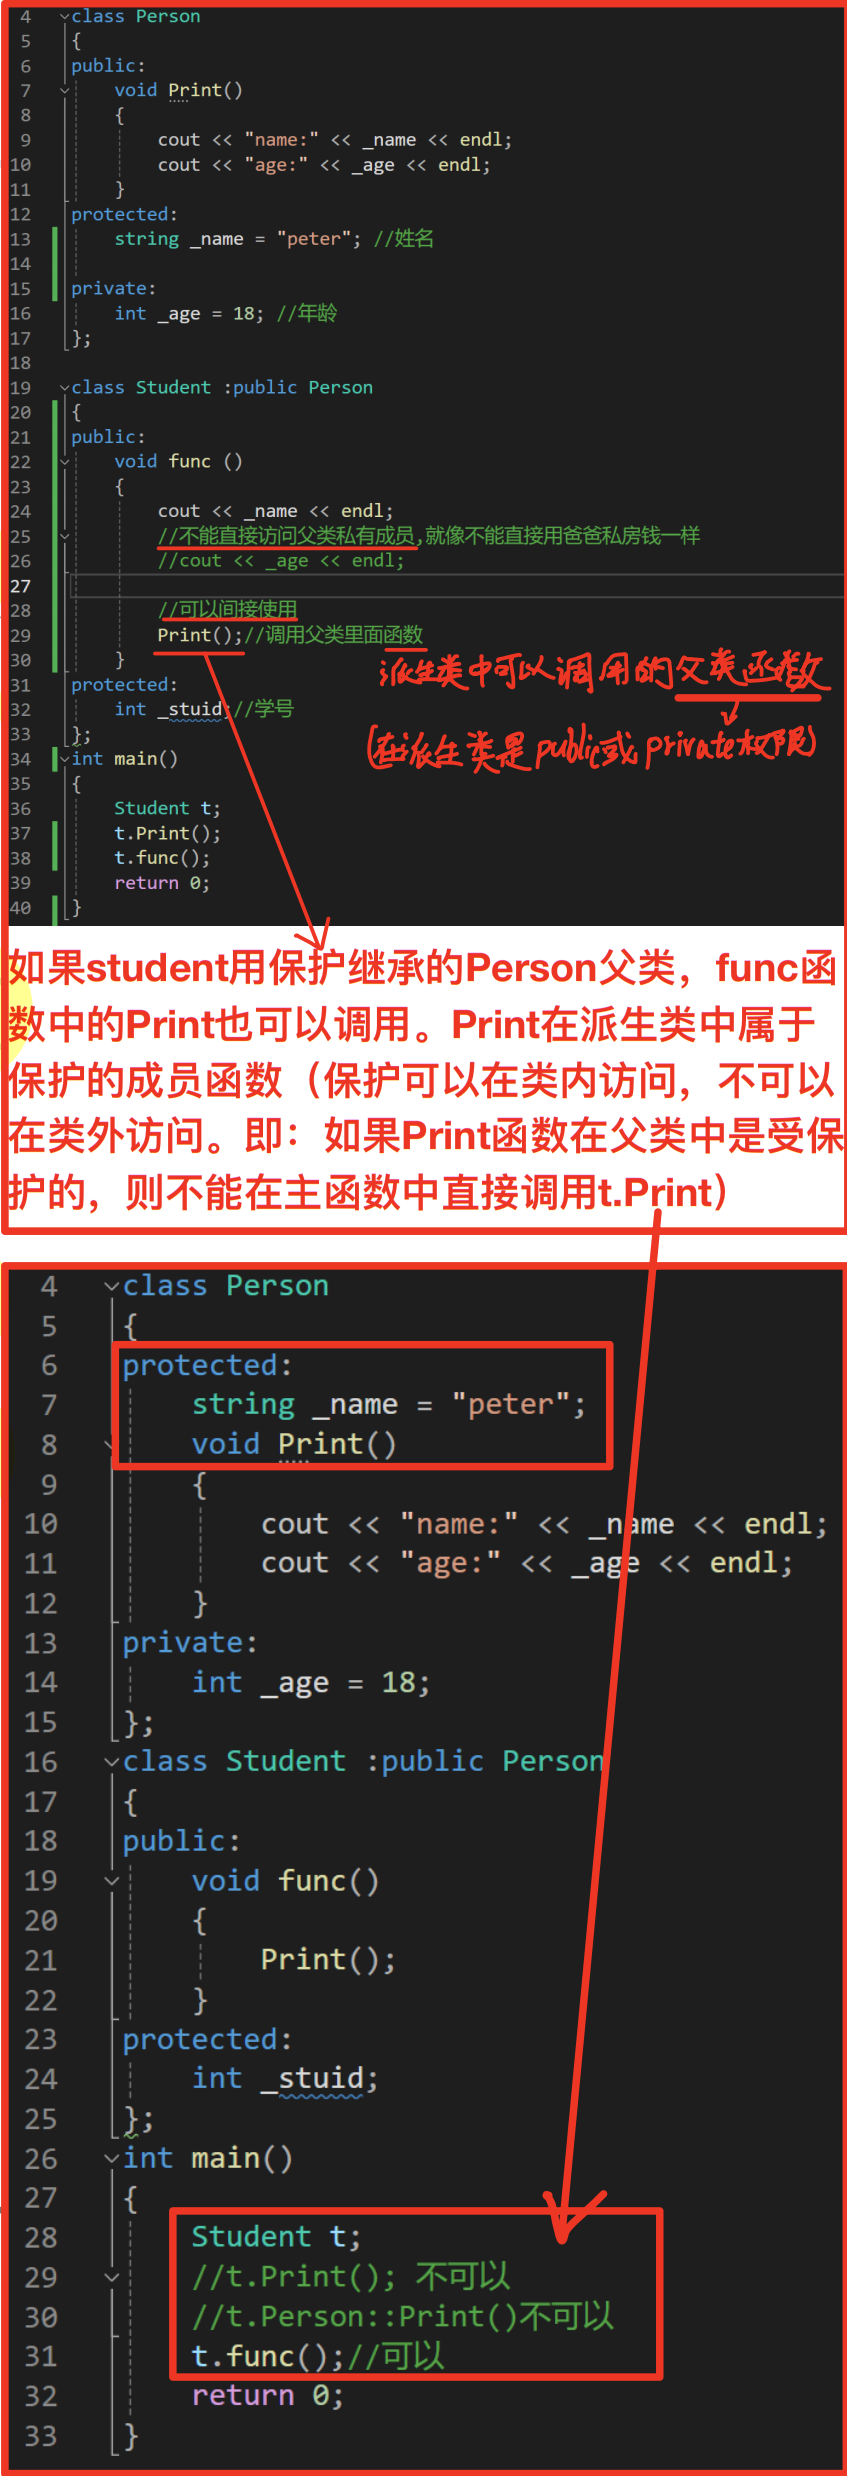 4 class Person
5 {
6 public:
7 void Print()
8 {
9 cout << "name:" << _name << endl;
10 cout << "age:" << _age << endl;
11 }
12 protected:
13 string _name = "peter"; //姓名
14
15 private:
16 int _age = 18; //年龄
17 };
18
19 class Student :public Person
20 {
21 public:
22 void func ()
23 {
24 cout << _name << endl;
25 //不能直接访问父类私有成员,就像不能直接用爸爸私房钱一样
26 //cout << _age << endl;
27
28 //可以间接使用
29 Print();//调用父类里面函数
30 }
派生类中可以调用的父类函数
31 protected:
32 int _stuid;//学号
33 };
(在派生类是public或private权限)
34 int main()
35 {
36 Student t;
37 t.Print();
38 t.func();
39 return 0;
40 }
如果student用保护继承的Person父类，func函
数中的Print也可以调用。Print在派生类中属于
保护的成员函数（保护可以在类内访问，不可以
在类外访问。即：如果Print函数在父类中是受保
护的，则不能在主函数中直接调用t.Print）
4 class Person
5 {
6 protected:
7 string _name = "peter";
8 void Print()
9 {
10 cout << "name:" << _name << endl;
11 cout << "age:" << _age << endl;
12 }
13 private:
14 int _age = 18;
15 };
16 class Student :public Person
17 {
18 public:
19 void func()
20 {
21 Print();
22 }
23 protected:
24 int _stuid;
25 };
26 int main()
27 {
28 Student t;
29 //t.Print(); 不可以
30 //t.Person::Print()不可以
31 t.func();//可以
32 return 0;
33 }